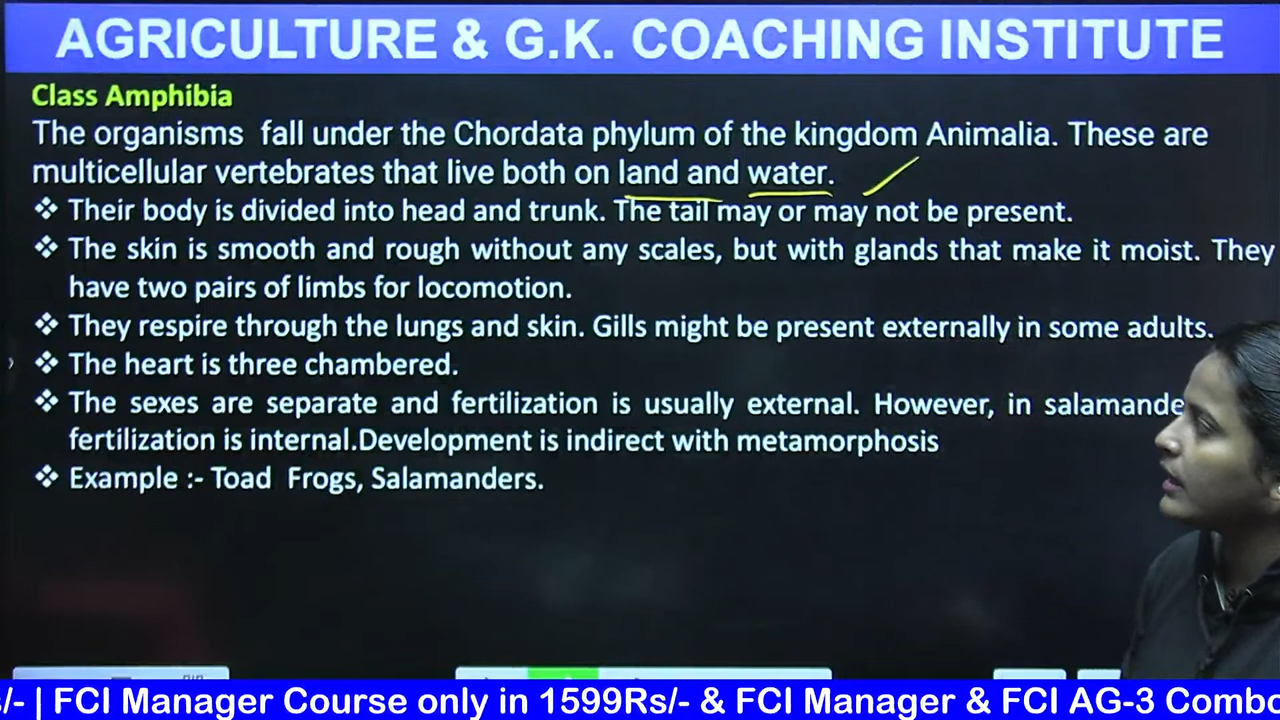 AGRICULTURE & G.K. COACHING INSTITUTE
Class Amphibia
The organisms fall under the Chordata phylum of the kingdom Animalia. These are
multicellular vertebrates that live both on land and water.
❖ Their body is divided into head and trunk. The tail may or may not be present.
❖ The skin is smooth and rough without any scales, but with glands that make it moist. They
have two pairs of limbs for locomotion.
❖ They respire through the lungs and skin. Gills might be present externally in some adults.
❖ The heart is three chambered.
❖ The sexes are separate and fertilization is usually external. However, in
fertilization is internal.Development is indirect with metamorphosis
❖ Example :- Toad Frogs, Salamanders.
/- | FCI Manager Course only in 1599Rs/- & FCI Manager & FCI AG-3 Combo